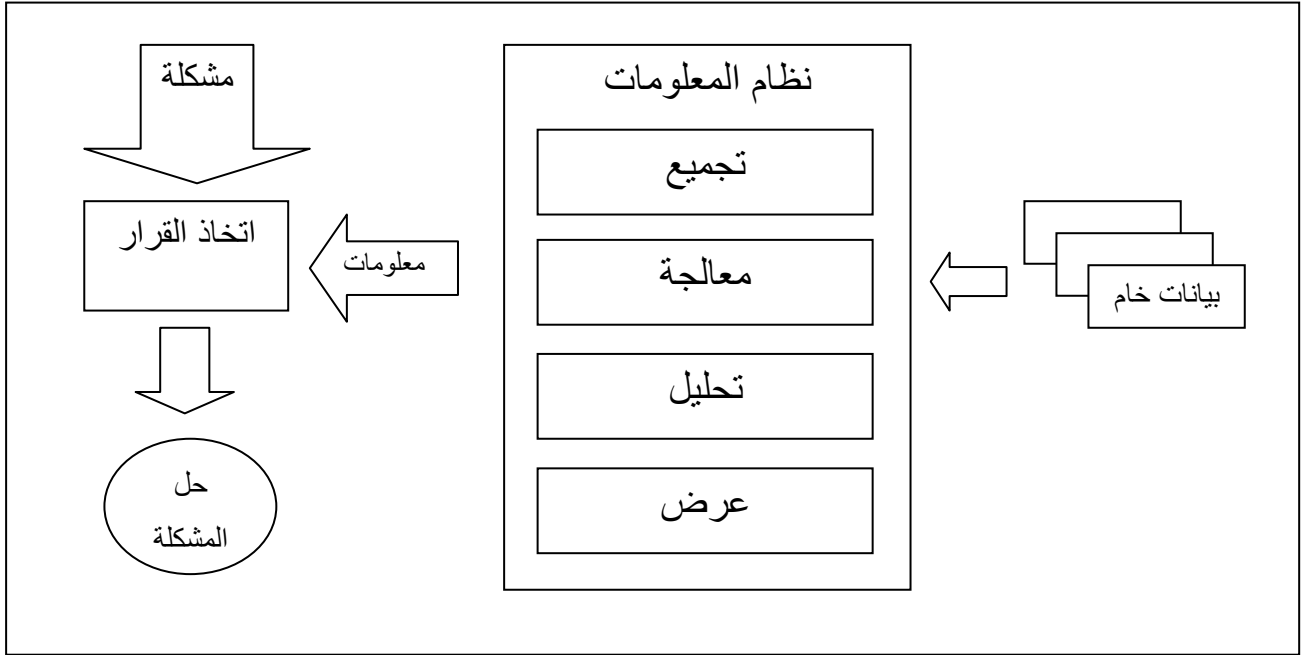 نظام المعلومات
تجميع
معالجة
تحليل
عرض
بيانات خام
معلومات
مشكلة
اتخاذ القرار
حل
المشكلة